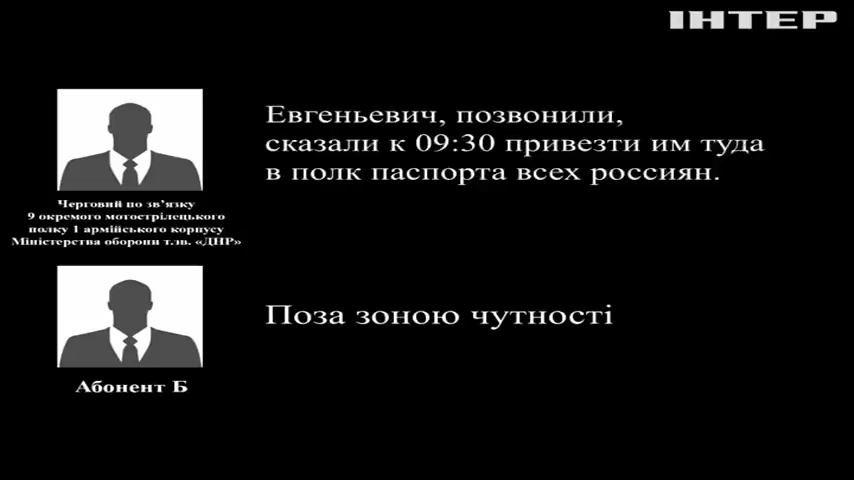 ІНТЕР
Евгеньевич, позвонили,
сказали к 09:30 привезти им туда
в полк паспорта всех россиян.
Черговий по зв’язку
9 окремого мотострілецького
полку 1 армійського корпусу
Міністерства оборони т.зв. «ДНР»
Поза зоною чутності
Абонент Б